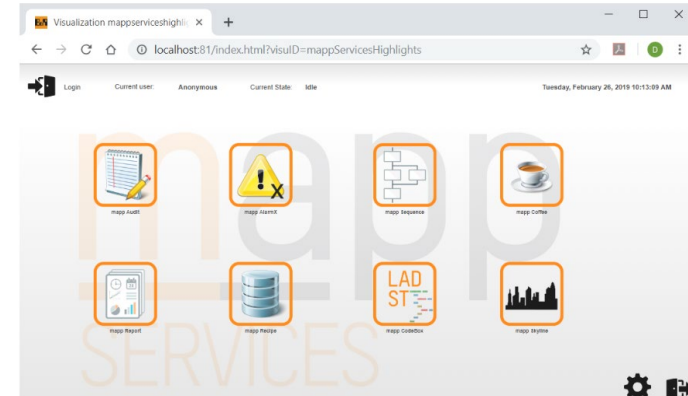 B&R Visualization mappserviceshighli
localhost:81/index.html?visuID=mappServicesHighlights
D
Login Current user: Anonymous Current State: Idle Tuesday, February 26, 2019 10:13:09 AM
mapp
X
mapp Audit mapp AlarmX mapp Sequence mapp Coffee
LAD
ST
mapp Report mapp Recipe mapp CodeBox mapp Skyline
SERVICES